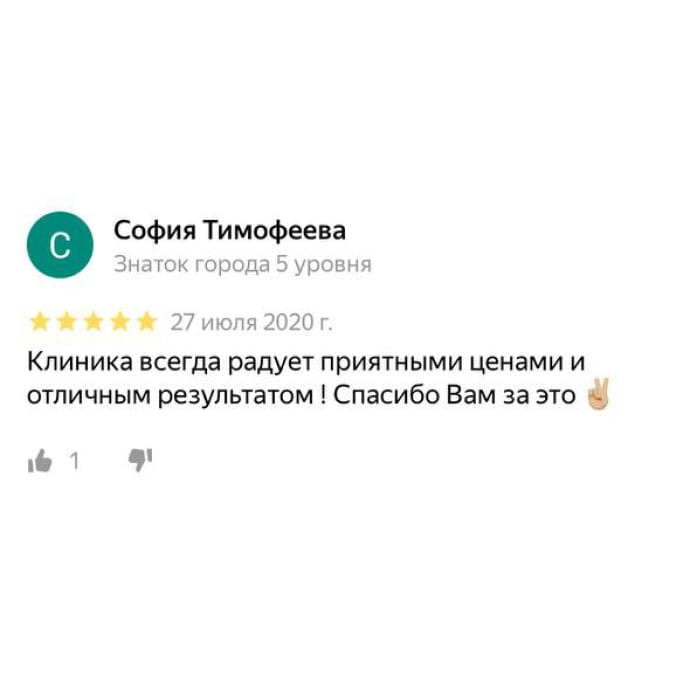 С
София Тимофеева
Знаток города 5 уровня
27 июля 2020 г.
Клиника всегда радует приятными ценами и
отличным результатом ! Спасибо Вам за это ✌🏼
1